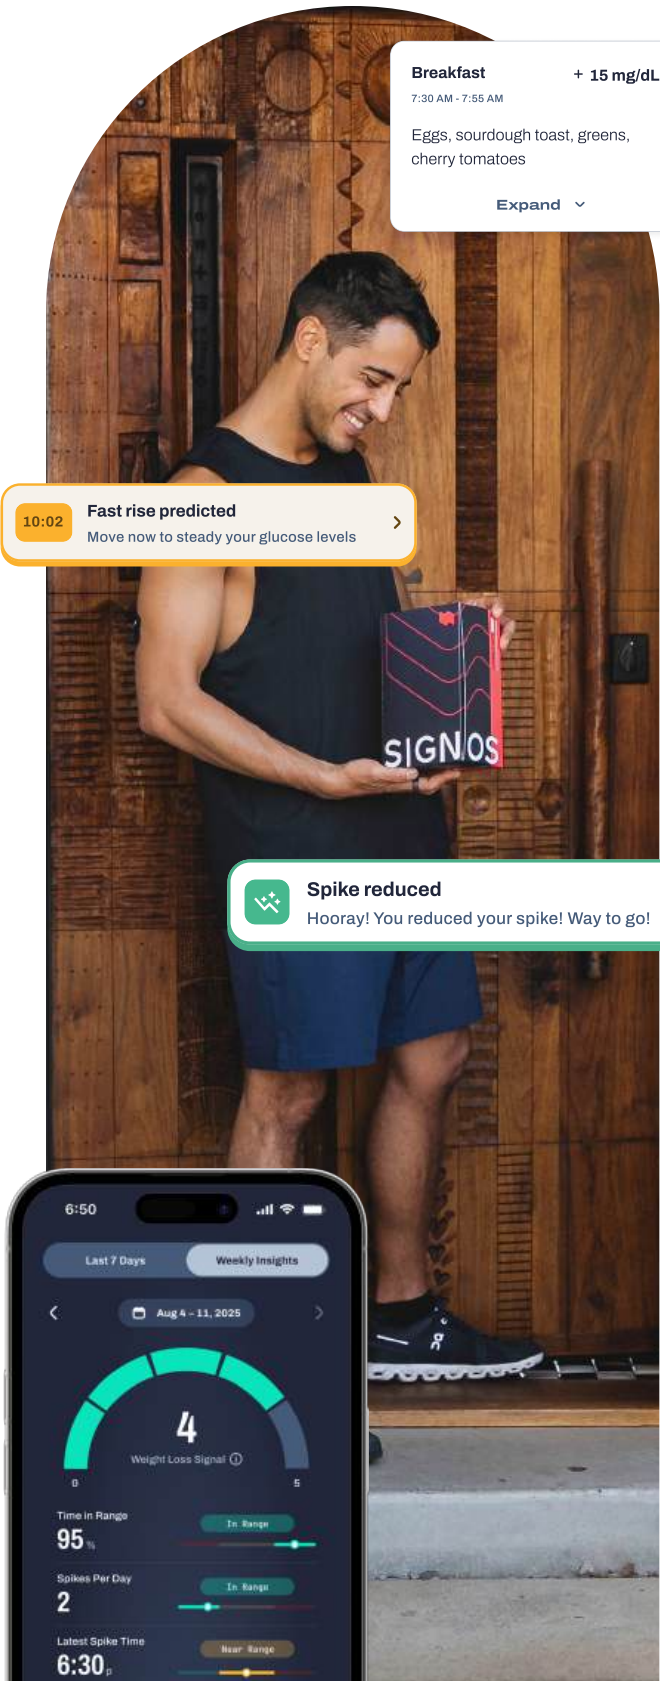 Breakfast
+ 15 mg/dL
7:30 AM - 7:55 AM
Eggs, sourdough toast, greens,
cherry tomatoes
Expand
10:02
Fast rise predicted
Move now to steady your glucose levels
SIGNOS
Spike reduced
Hooray! You reduced your spike! Way to go!
6:50
Last 7 Days
Weekly Insights
Aug 4 – 11, 2025
4
Weight Loss Signal
0
5
Time in Range
In Range
95 %
Spikes Per Day
In Range
2
Latest Spike Time
Near Range
6:30 p